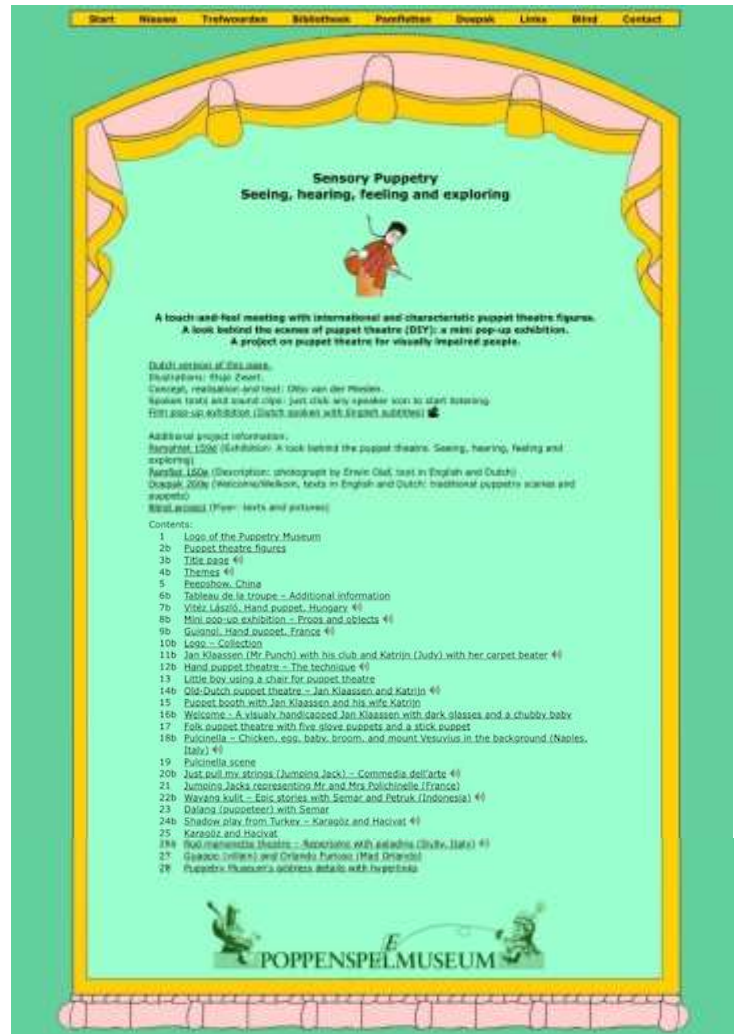 Start Nieuws Trefwoorden Bibliotheek Pamfletten Doepak Links Blind Contact
Sensory Puppetry
Seeing, hearing, feeling and exploring
A touch-and-feel meeting with international and characteristic puppet theatre figures.
A look behind the scenes of puppet theatre (DIY): a mini pop-up exhibition.
A project on puppet theatre for visually impaired people.
Dutch version of this page.
Illustrations: Zwart.
Concept, realisation and text: Otto van der Mieden.
Spoken texts and sound clips: just click any speaker icon to start listening.
Film pop-up exhibition (Dutch spoken with English subtitles)
Additional project information.
Pamphlet 159e (Exhibition: A look behind the puppet theatre. Seeing, hearing, feeling and
exploring)
Pamflet 160e (Description: photograph by Erwin Olaf, text in English and Dutch)
Doepak 200e (Welcome/Welkom, texts in English and Dutch: traditional puppetry scenes and
puppets)
Blind project (Flyer: texts and pictures)
Contents:
1 Logo of the Puppetry Museum
2b Puppet theatre figures
3b Title page
4b Themes
5 Peepshow, China
6b Tableau de la troupe – Additional information
7b Vitéz László, Hand puppet, Hungary
8b Mini pop-up exhibition – Props and objects
9b Guignol, Hand puppet, France
10b Logo – Collection
11b Jan Klaassen (Mr Punch) with his club and Katrijn (Judy) with her carpet beater
12b Hand puppet theatre – The technique
13 Little boy using a chair for puppet theatre
14b Old-Dutch puppet theatre – Jan Klaassen and Katrijn
15 Puppet booth with Jan Klaassen and his wife Katrijn
16b Welcome - A visualy handicapped Jan Klaassen with dark glasses and a chubby baby
17 Folk puppet theatre with five glove puppets and a stick puppet
18b Pulcinella – Chicken, egg, baby, broom, and mount Vesuvius in the background (Naples,
Italy)
19 Pulcinella scene
20b Just pull my strings (Jumping Jack) – Commedia dell'arte
21 Jumping Jacks representing Mr and Mrs Polichinelle (France)
22b Wayang kulit – Epic stories with Semar and Petruk (Indonesia)
23 Dalang (puppeteer) with Semar
24b Shadow play from Turkey – Karagöz and Hacivat
25 Karagöz and Hacivat
26b Rod marionette theatre – Repertoire with paladins (Sicily, Italy)
27 (villain) and Orlando Furioso (Mad Orlando)
28 Puppetry Museum's address details with hyperlinks
POPPENSPELMUSEUM